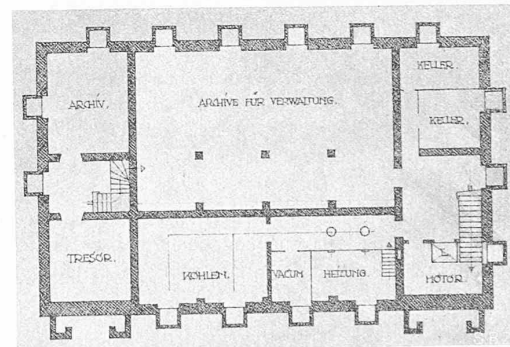 KELLER.
ARCHIV.
ARCHIVE FÜR VERWALTUNG.
KELLER.
TRESOR.
KOHLEN.
VACUM
HEIZUNG.
MOTOR.